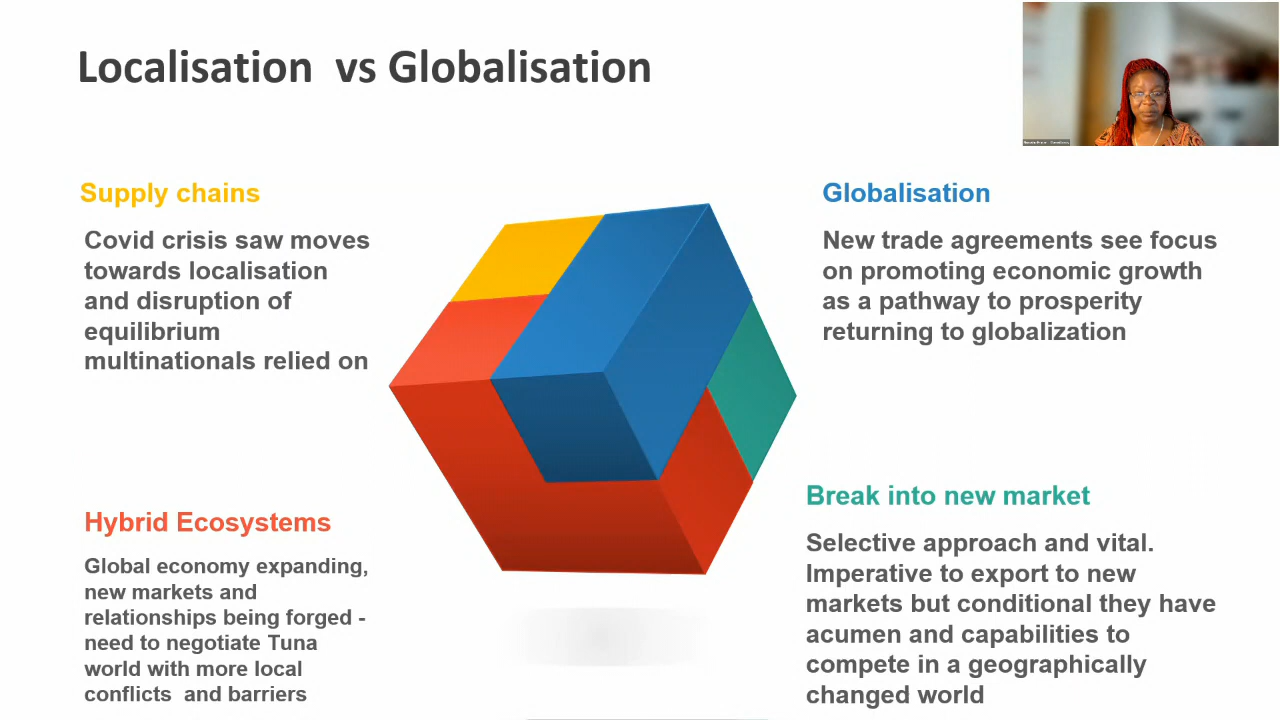 Localisation vs Globalisation
Supply chains
Covid crisis saw moves
towards localisation
and disruption of
equilibrium
multinationals relied on
Globalisation
New trade agreements see focus
on promoting economic growth
as a pathway to prosperity
returning to globalization
Hybrid Ecosystems
Global economy expanding,
new markets and
relationships being forged -
need to negotiate Tuna
world with more local
conflicts and barriers
Break into new market
Selective approach and vital.
Imperative to export to new
markets but conditional they have
acumen and capabilities to
compete in a geographically
changed world